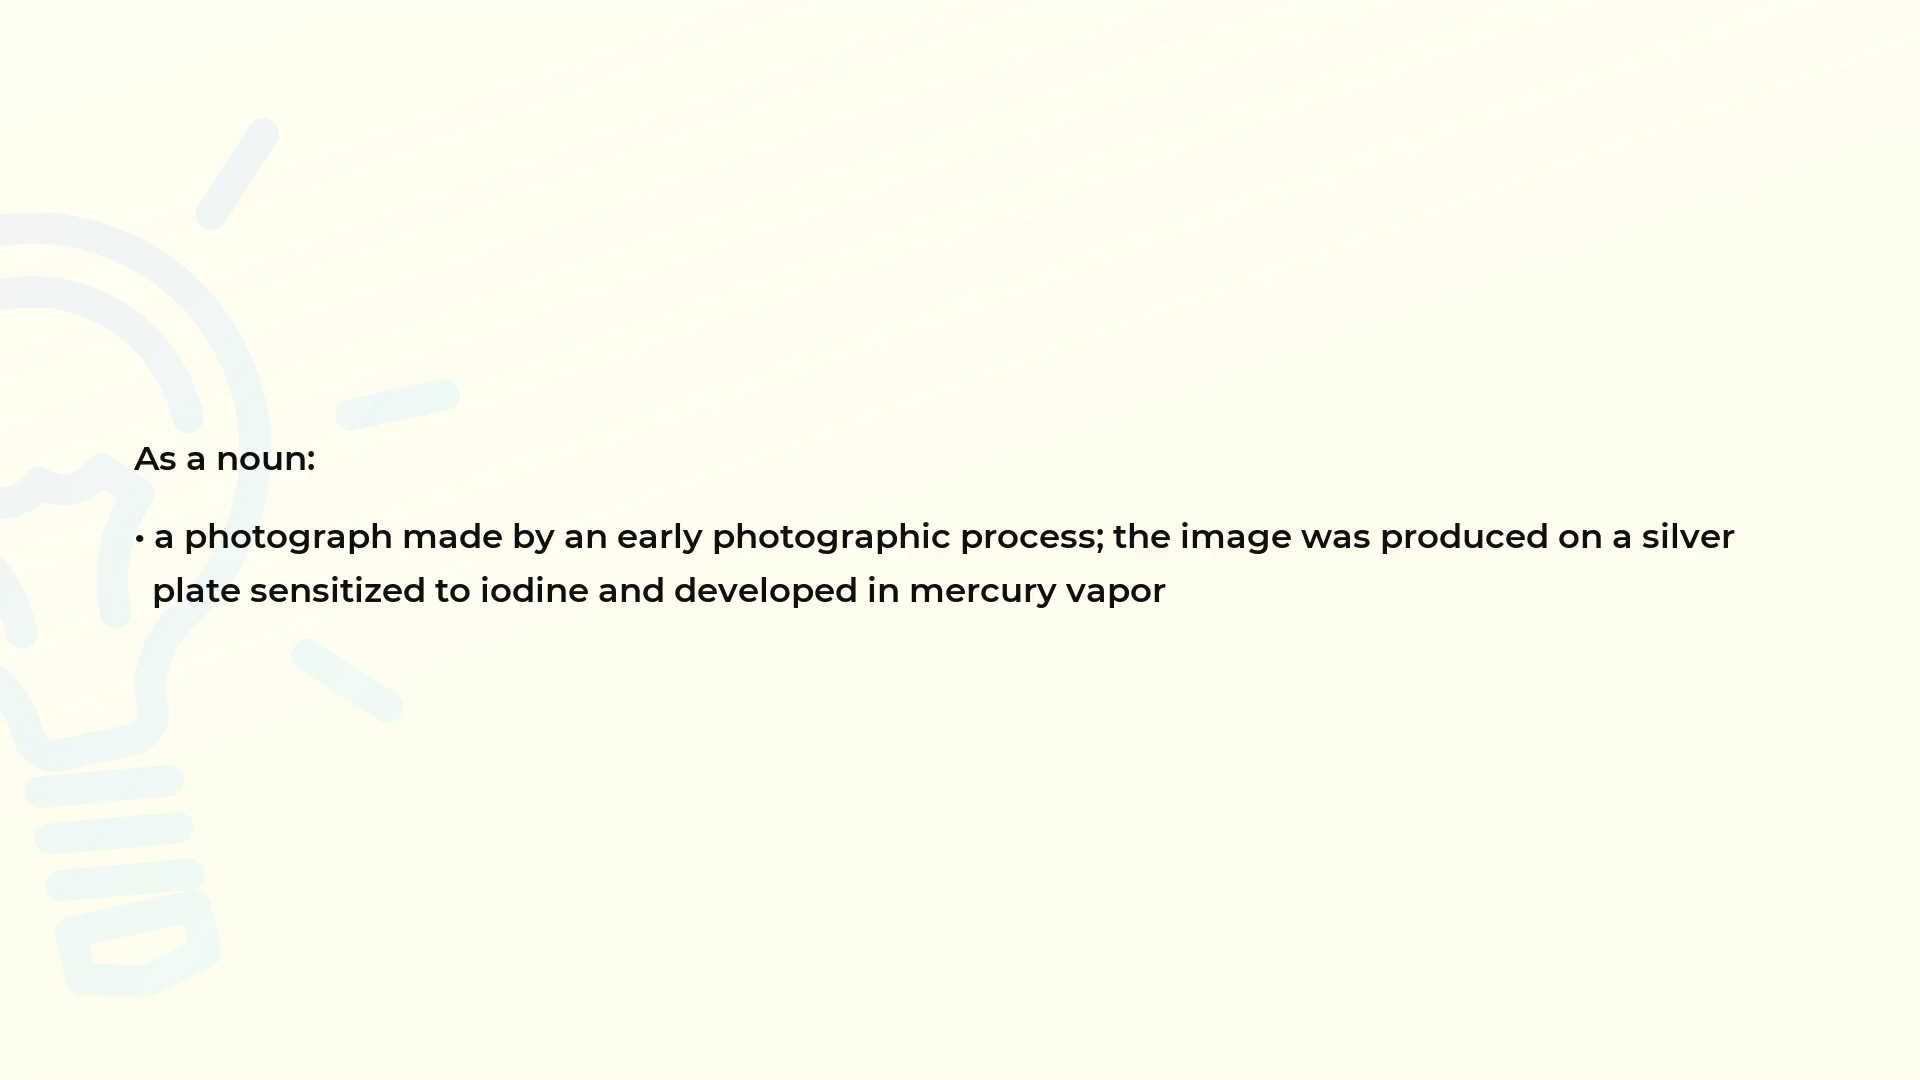 As a noun:
• a photograph made by an early photographic process; the image was produced on a silver
plate sensitized to iodine and developed in mercury vapor